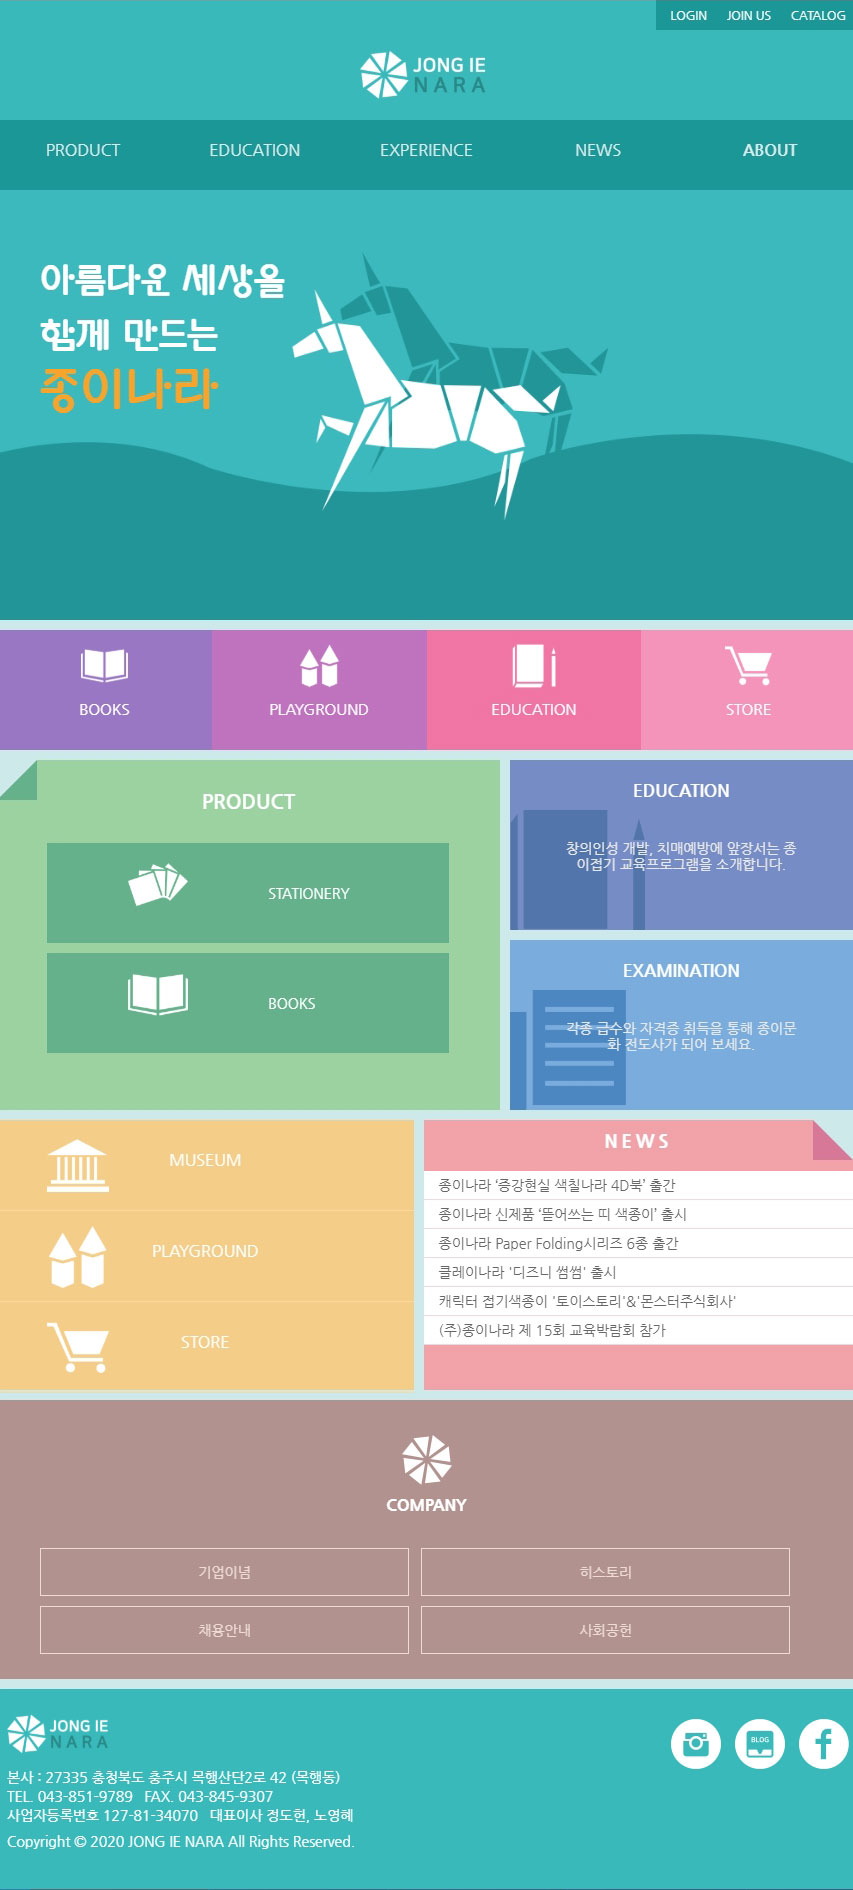 LOGIN JOIN US CATALOG
JONG IE
NARA
PRODUCT EDUCATION EXPERIENCE NEWS ABOUT
아름다운 세상을
함께 만드는
종이나라
BOOKS PLAYGROUND EDUCATION STORE
PRODUCT
STATIONERY
BOOKS
EDUCATION
창의인성 개발, 치매예방에 앞장서는 종
이접기 교육프로그램을 소개합니다.
EXAMINATION
각종 급수와 자격증 취득을 통해 종이문
화 전도사가 되어 보세요.
MUSEUM
PLAYGROUND
STORE
NEWS
종이나라 ‘증강현실 색칠나라 4D북’ 출간
종이나라 신제품 ‘뜯어쓰는 띠 색종이’ 출시
종이나라 Paper Folding시리즈 6종 출간
클레이나라 '디즈니 썸썸' 출시
캐릭터 접기색종이 '토이스토리'&'몬스터주식회사'
(주)종이나라 제 15회 교육박람회 참가
COMPANY
기업이념 히스토리
채용안내 사회공헌
JONG IE
NARA
BLOG
본사 : 27335 충청북도 충주시 목행산단2로 42 (목행동)
TEL. 043-851-9789 FAX. 043-845-9307
사업자등록번호 127-81-34070 대표이사 정도헌, 노영혜
Copyright © 2020 JONG IE NARA All Rights Reserved.